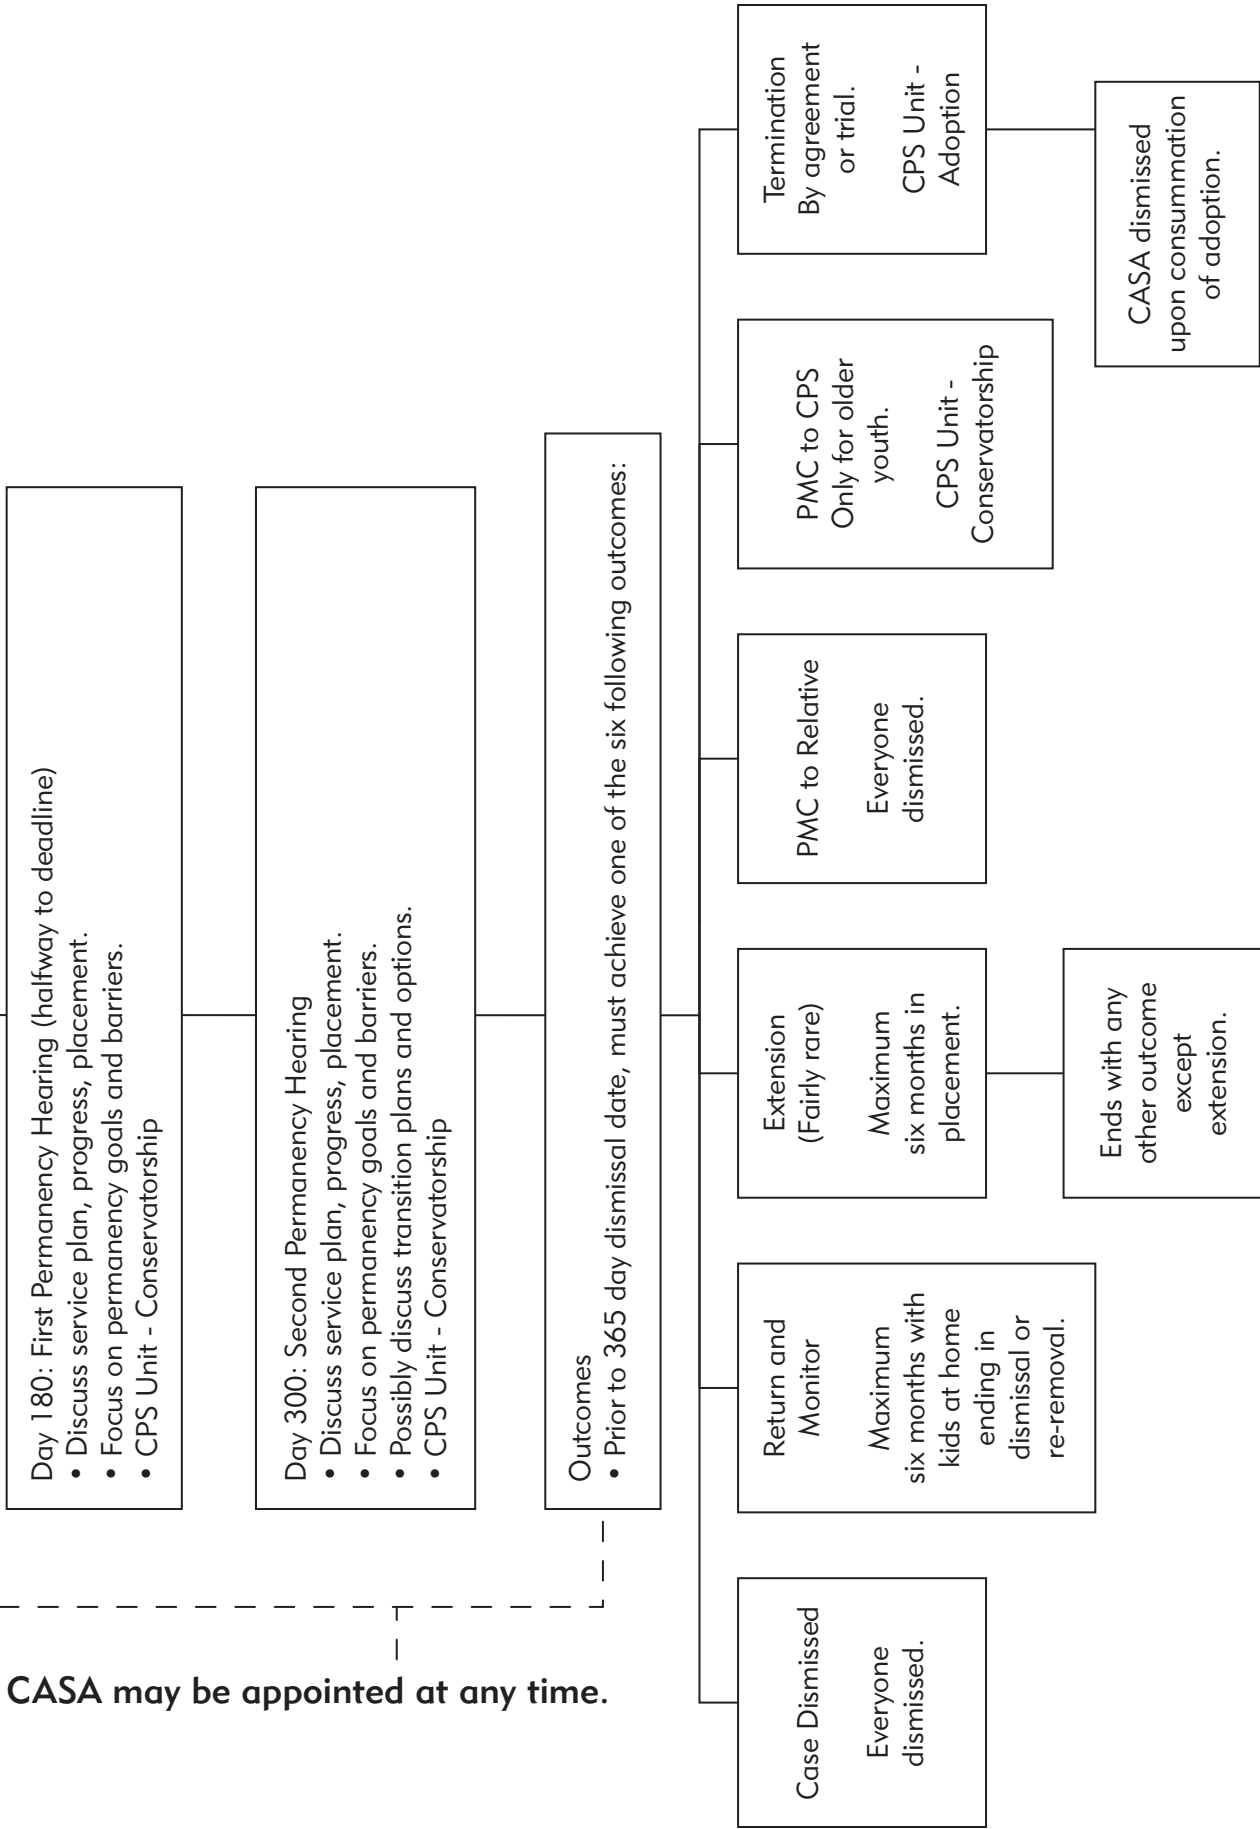 Day 180: First Permanency Hearing (halfway to deadline)
• Discuss service plan, progress, placement.
• Focus on permanency goals and barriers.
• CPS Unit - Conservatorship
Day 300: Second Permanency Hearing
• Discuss service plan, progress, placement.
• Focus on permanency goals and barriers.
• Possibly discuss transition plans and options.
• CPS Unit - Conservatorship
CASA may be appointed at any time.
Outcomes
• Prior to 365 day dismissal date, must achieve one of the six following outcomes:
Case Dismissed
Everyone
dismissed.
Return and
Monitor
Maximum
six months with
kids at home
ending in
dismissal or
re-removal.
Extension
(Fairly rare)
Maximum
six months in
placement.
Ends with any
other outcome
except
extension.
PMC to Relative
Everyone
dismissed.
PMC to CPS
Only for older
youth.
CPS Unit -
Conservatorship
Termination
By agreement
or trial.
CPS Unit -
Adoption
CASA dismissed
upon consummation
of adoption.